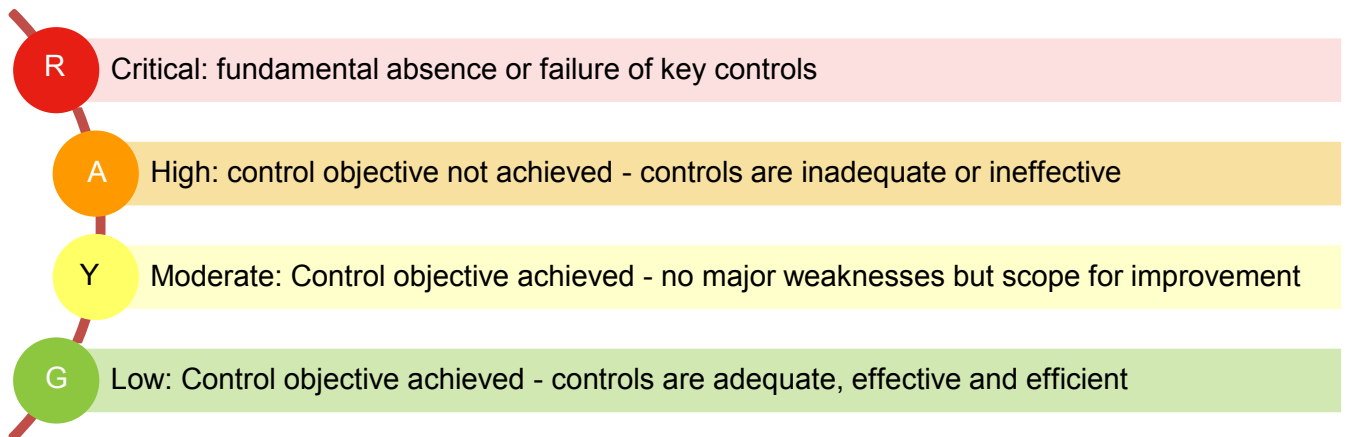 R
Critical: fundamental absence or failure of key controls
A
High: control objective not achieved - controls are inadequate or ineffective
Y
Moderate: Control objective achieved - no major weaknesses but scope for improvement
G
Low: Control objective achieved - controls are adequate, effective and efficient